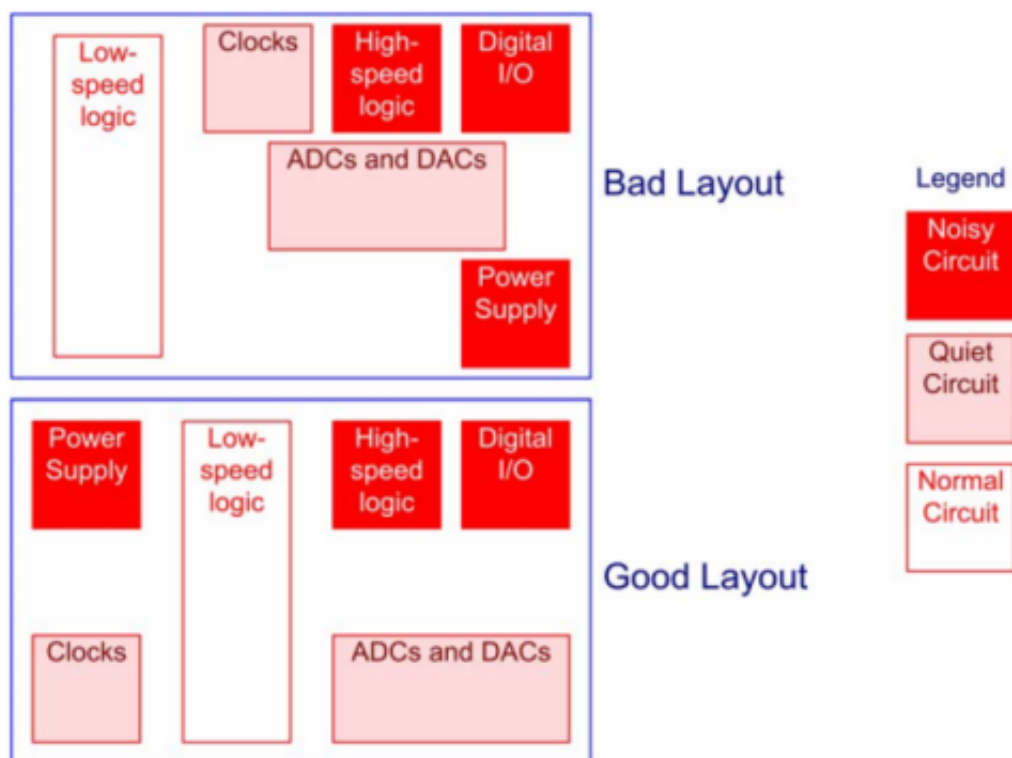 Low-
speed
logic
Clocks
High-
speed
logic
Digital
I/O
ADCs and DACs
Power
Supply
Bad Layout
Legend
Noisy
Circuit
Quiet
Circuit
Normal
Circuit
Power
Supply
Low-
speed
logic
High-
speed
logic
Digital
I/O
Clocks
ADCs and DACs
Good Layout